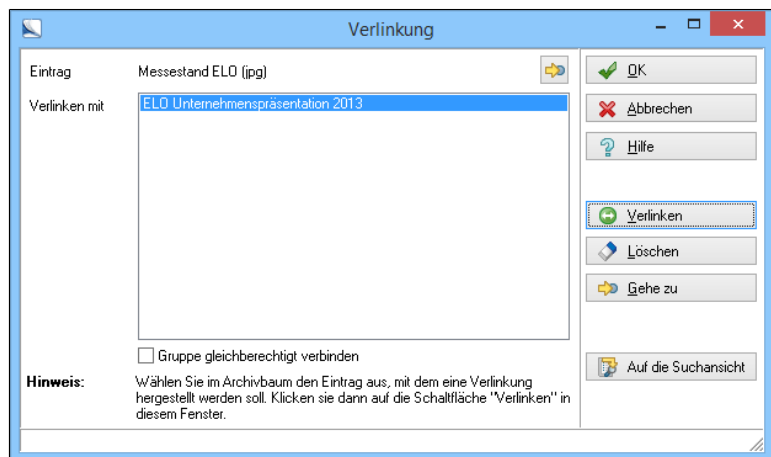 Verlinkung
Eintrag
Messestand ELO (jpg)
Verlinken mit
ELO Unternehmenspräsentation 2013
Gruppe gleichberechtigt verbinden
Hinweis:
Wählen Sie im Archivbaum den Eintrag aus, mit dem eine Verlinkung
hergestellt werden soll. Klicken sie dann auf die Schaltfläche "Verlinken" in
diesem Fenster.
OK
Abbrechen
Hilfe
Verlinken
Löschen
Gehe zu
Auf die Suchansicht